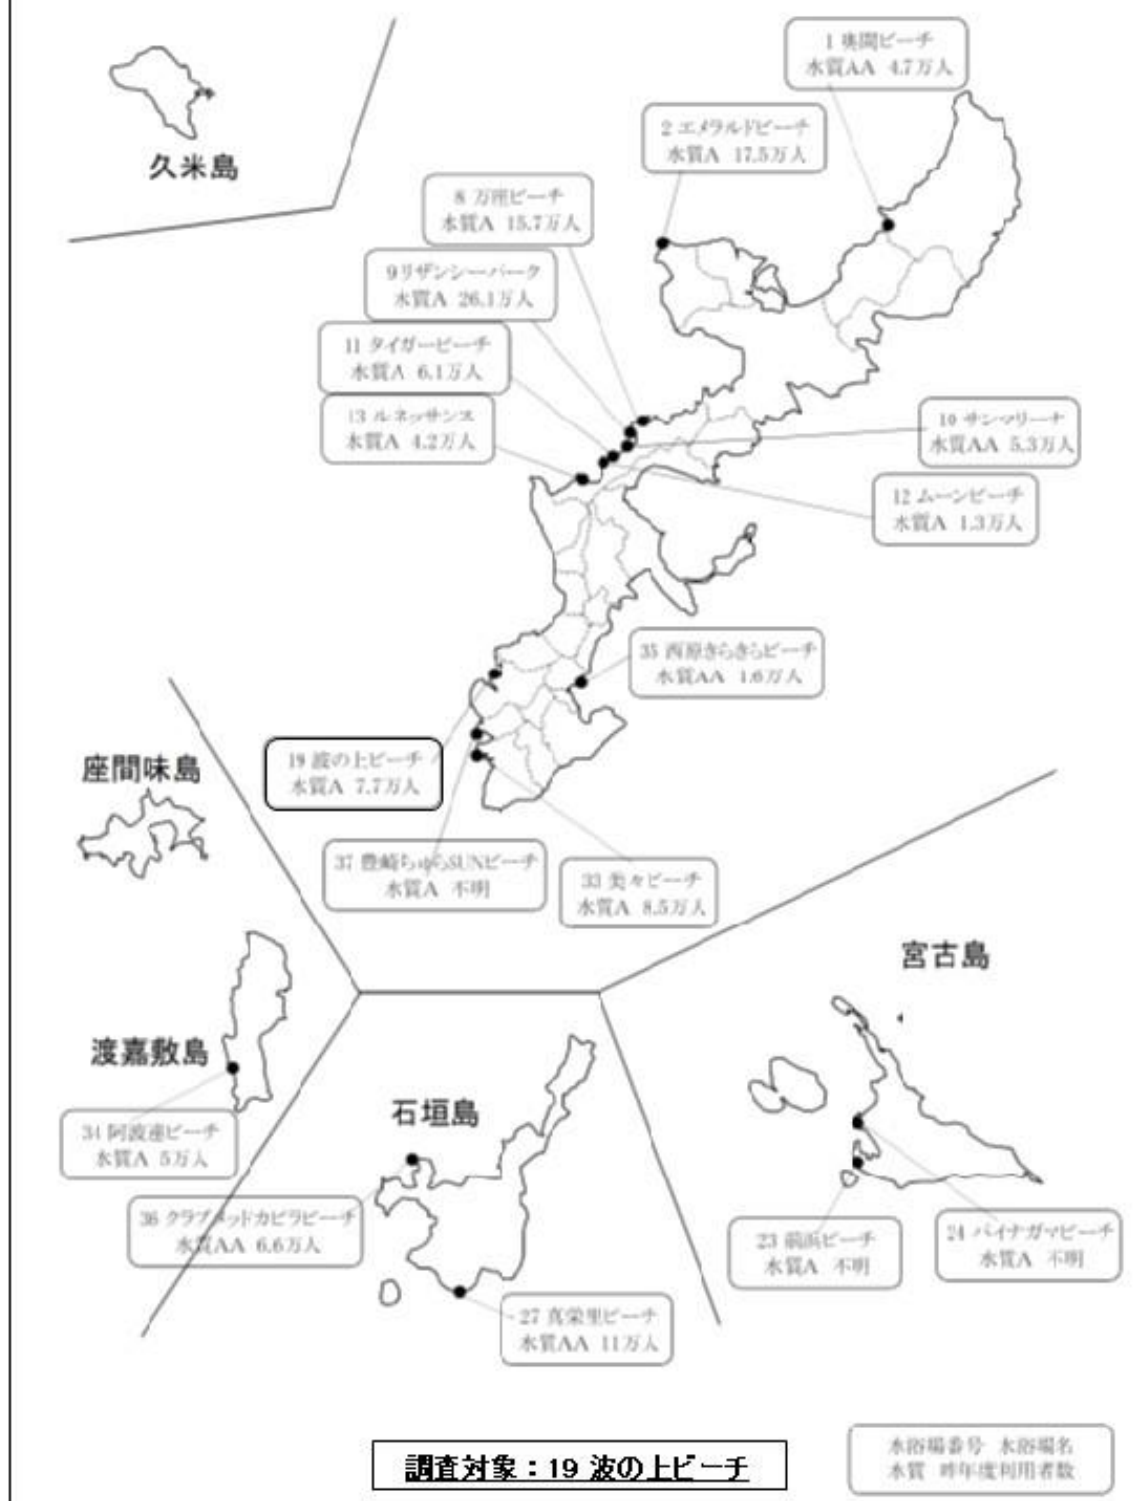 1 奥間ビーチ
水質AA 4.7万人
2 エメラルドビーチ
水質A 17.5万人
久米島
8 万座ビーチ
水質A 15.7万人
9 リザンシーパーク
水質A 26.1万人
11 タイガービーチ
水質A 6.1万人
13 ルネッサンス
水質A 4.2万人
10 サンマリーナ
水質AA 5.3万人
12 ムーンビーチ
水質A 1.3万人
35 西原きらきらビーチ
水質AA 1.6万人
19 波の上ビーチ
水質A 7.7万人
座間味島
37 豊崎ちゅらSUNビーチ
水質A 不明
33 美々ビーチ
水質A 8.5万人
宮古島
渡嘉敷島
34 阿波連ビーチ
水質A 5万人
石垣島
36 クラブメッドカビラビーチ
水質AA 6.6万人
23 前浜ビーチ
水質A 不明
24 パイナガマビーチ
水質A 不明
27 真栄里ビーチ
水質AA 11万人
調査対象：19 波の上ビーチ
水浴場番号 水浴場名
水質 昨年度利用者数